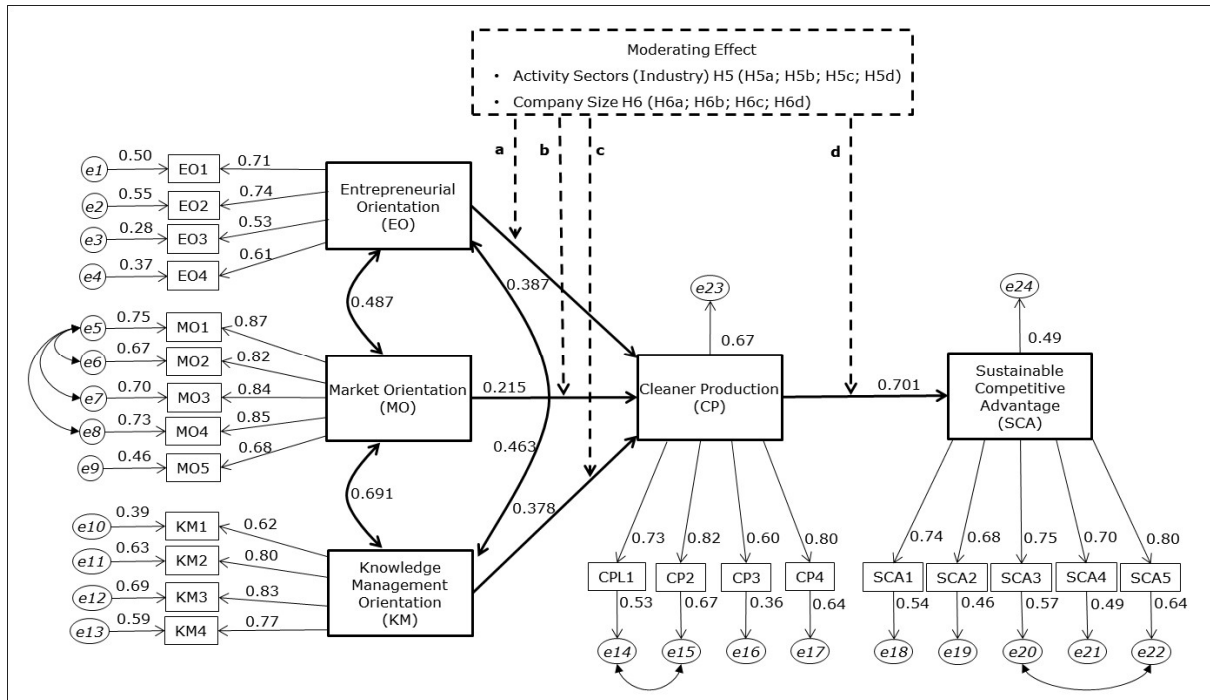 Moderating Effect
• Activity Sectors (Industry) H5 (H5a; H5b; H5c; H5d)
• Company Size H6 (H6a; H6b; H6c; H6d)
a
b
c
d
e1
0.50
EO1
0.71
e2
0.55
EO2
0.74
e3
0.28
EO3
0.53
e4
0.37
EO4
0.61
Entrepreneurial
Orientation
(EO)
0.387
0.487
e5
0.75
MO1
0.87
e6
0.67
MO2
0.82
e7
0.70
MO3
0.84
e8
0.73
MO4
0.85
e9
0.46
MO5
0.68
Market Orientation
(MO)
0.215
0.463
0.691
e10
0.39
KM1
0.62
e11
0.63
KM2
0.80
e12
0.69
KM3
0.83
e13
0.59
KM4
0.77
Knowledge
Management
Orientation
(KM)
0.378
e23
0.67
Cleaner Production
(CP)
0.701
e24
0.49
Sustainable
Competitive
Advantage
(SCA)
0.73
0.82
0.60
0.80
CPL1
CP2
CP3
CP4
0.53
0.67
0.36
0.64
e14
e15
e16
e17
0.74
0.68
0.75
0.70
0.80
SCA1
SCA2
SCA3
SCA4
SCA5
0.54
0.46
0.57
0.49
0.64
e18
e19
e20
e21
e22